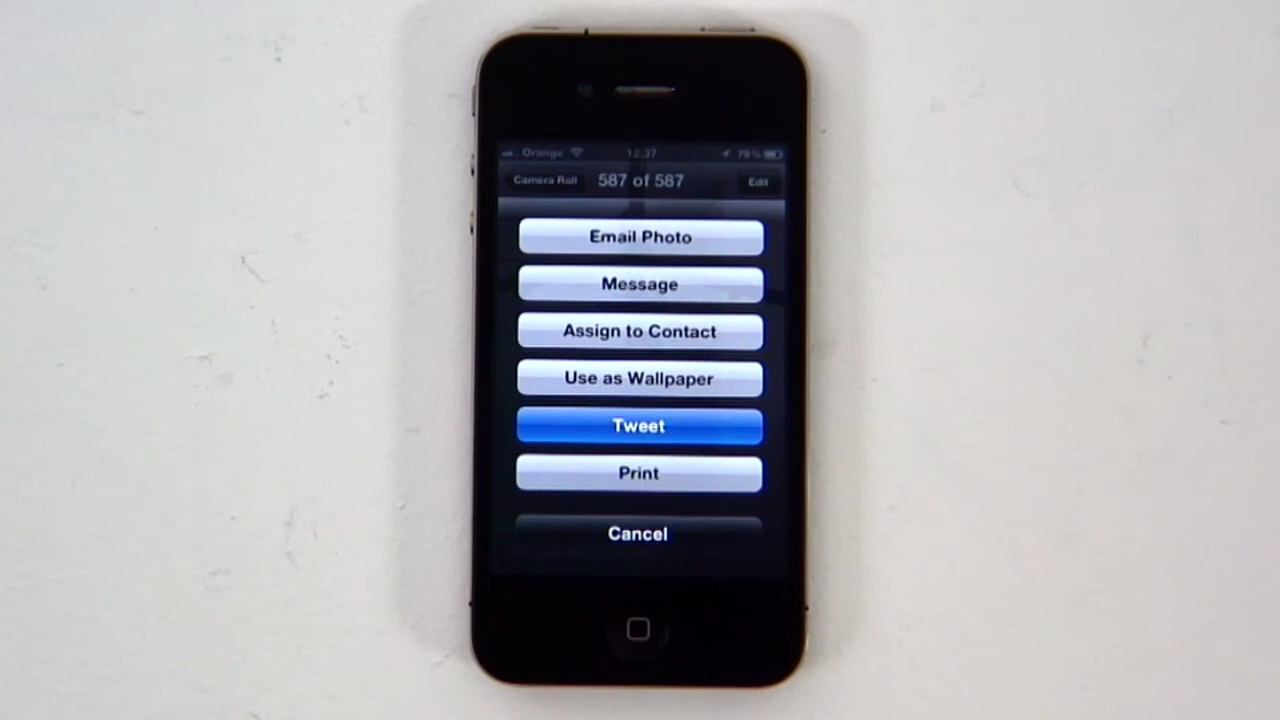 Orange 12:37 79%
Camera Roll 587 of 587 Edit
Email Photo
Message
Assign to Contact
Use as Wallpaper
Tweet
Print
Cancel